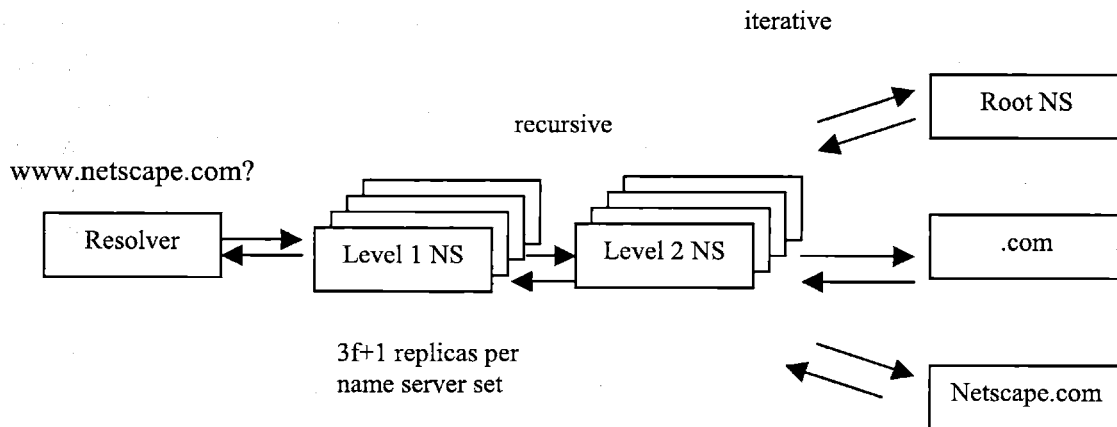 iterative
Root NS
recursive
www.netscape.com?
Resolver
Level 1 NS
Level 2 NS
.com
3f+1 replicas per
name server set
Netscape.com